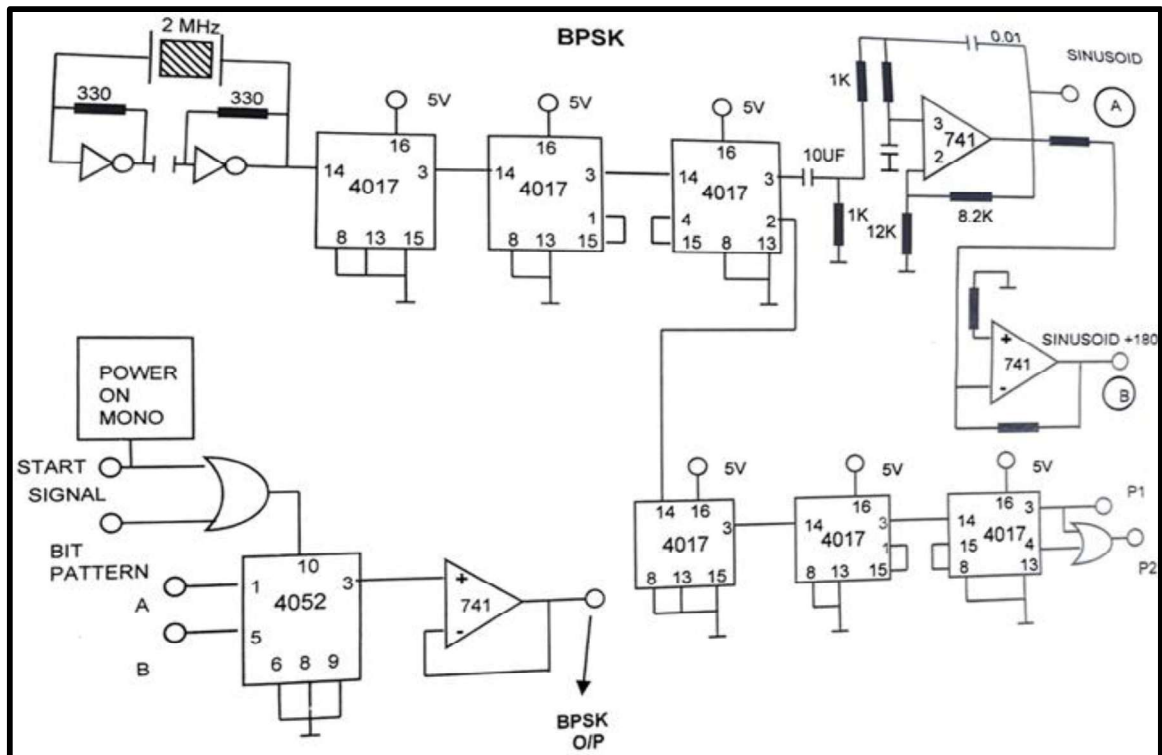 BPSK
2 MHz
330
330
5V
16
14
3
4017
8 13 15
5V
16
3
4017
1
8 13 15
5V
16
14
3
4017
4
2
15
8 13
10UF
1K
1K
0.01
3
741
2
12K
8.2K
SINUSOID
A
+
741
-
SINUSOID +180
B
POWER
ON
MONO
START
SIGNAL
BIT
PATTERN
A
B
10
1
3
4052
5
6 8 9
+
741
-
BPSK
O/P
5V
14 16
3
4017
8 13 15
5V
16
14
3
4017
1
8 13 15
5V
16
3
14
4017
15
4
8
13
P1
P2